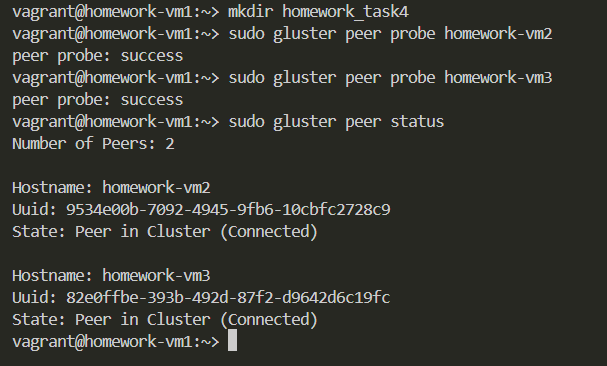 vagrant@homework-vm1:~> mkdir homework_task4
vagrant@homework-vm1:~> sudo gluster peer probe homework-vm2
peer probe: success
vagrant@homework-vm1:~> sudo gluster peer probe homework-vm3
peer probe: success
vagrant@homework-vm1:~> sudo gluster peer status
Number of Peers: 2

Hostname: homework-vm2
Uuid: 9534e00b-7092-4945-9fb6-10cbfc2728c9
State: Peer in Cluster (Connected)

Hostname: homework-vm3
Uuid: 82e0ffbe-393b-492d-87f2-d9642d6c19fc
State: Peer in Cluster (Connected)
vagrant@homework-vm1:~>